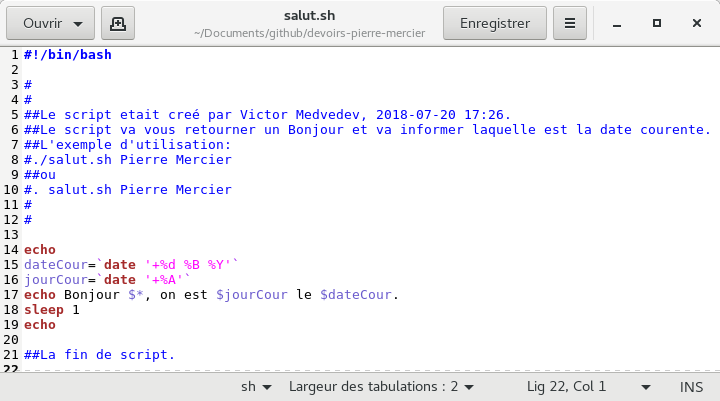 Ouvrir
salut.sh
~/Documents/github/devoirs-pierre-mercier
Enregistrer
1 #!/bin/bash
2
3 #
4 #
5 ##Le script etait creé par Victor Medvedev, 2018-07-20 17:26.
6 ##Le script va vous retourner un Bonjour et va informer laquelle est la date courente.
7 ##L'exemple d'utilisation:
8 #./salut.sh Pierre Mercier
9 ##ou
10 #. salut.sh Pierre Mercier
11 #
12 #
13
14 echo
15 dateCour=`date '+%d %B %Y'`
16 jourCour=`date '+%A'`
17 echo Bonjour $*, on est $jourCour le $dateCour.
18 sleep 1
19 echo
20
21 ##La fin de script.
22
sh Largeur des tabulations : 2 Lig 22, Col 1 INS